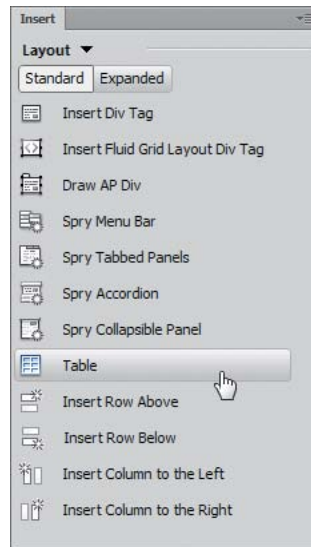 Insert
Layout
Standard Expanded
Insert Div Tag
Insert Fluid Grid Layout Div Tag
Draw AP Div
Spry Menu Bar
Spry Tabbed Panels
Spry Accordion
Spry Collapsible Panel
Table
Insert Row Above
Insert Row Below
Insert Column to the Left
Insert Column to the Right